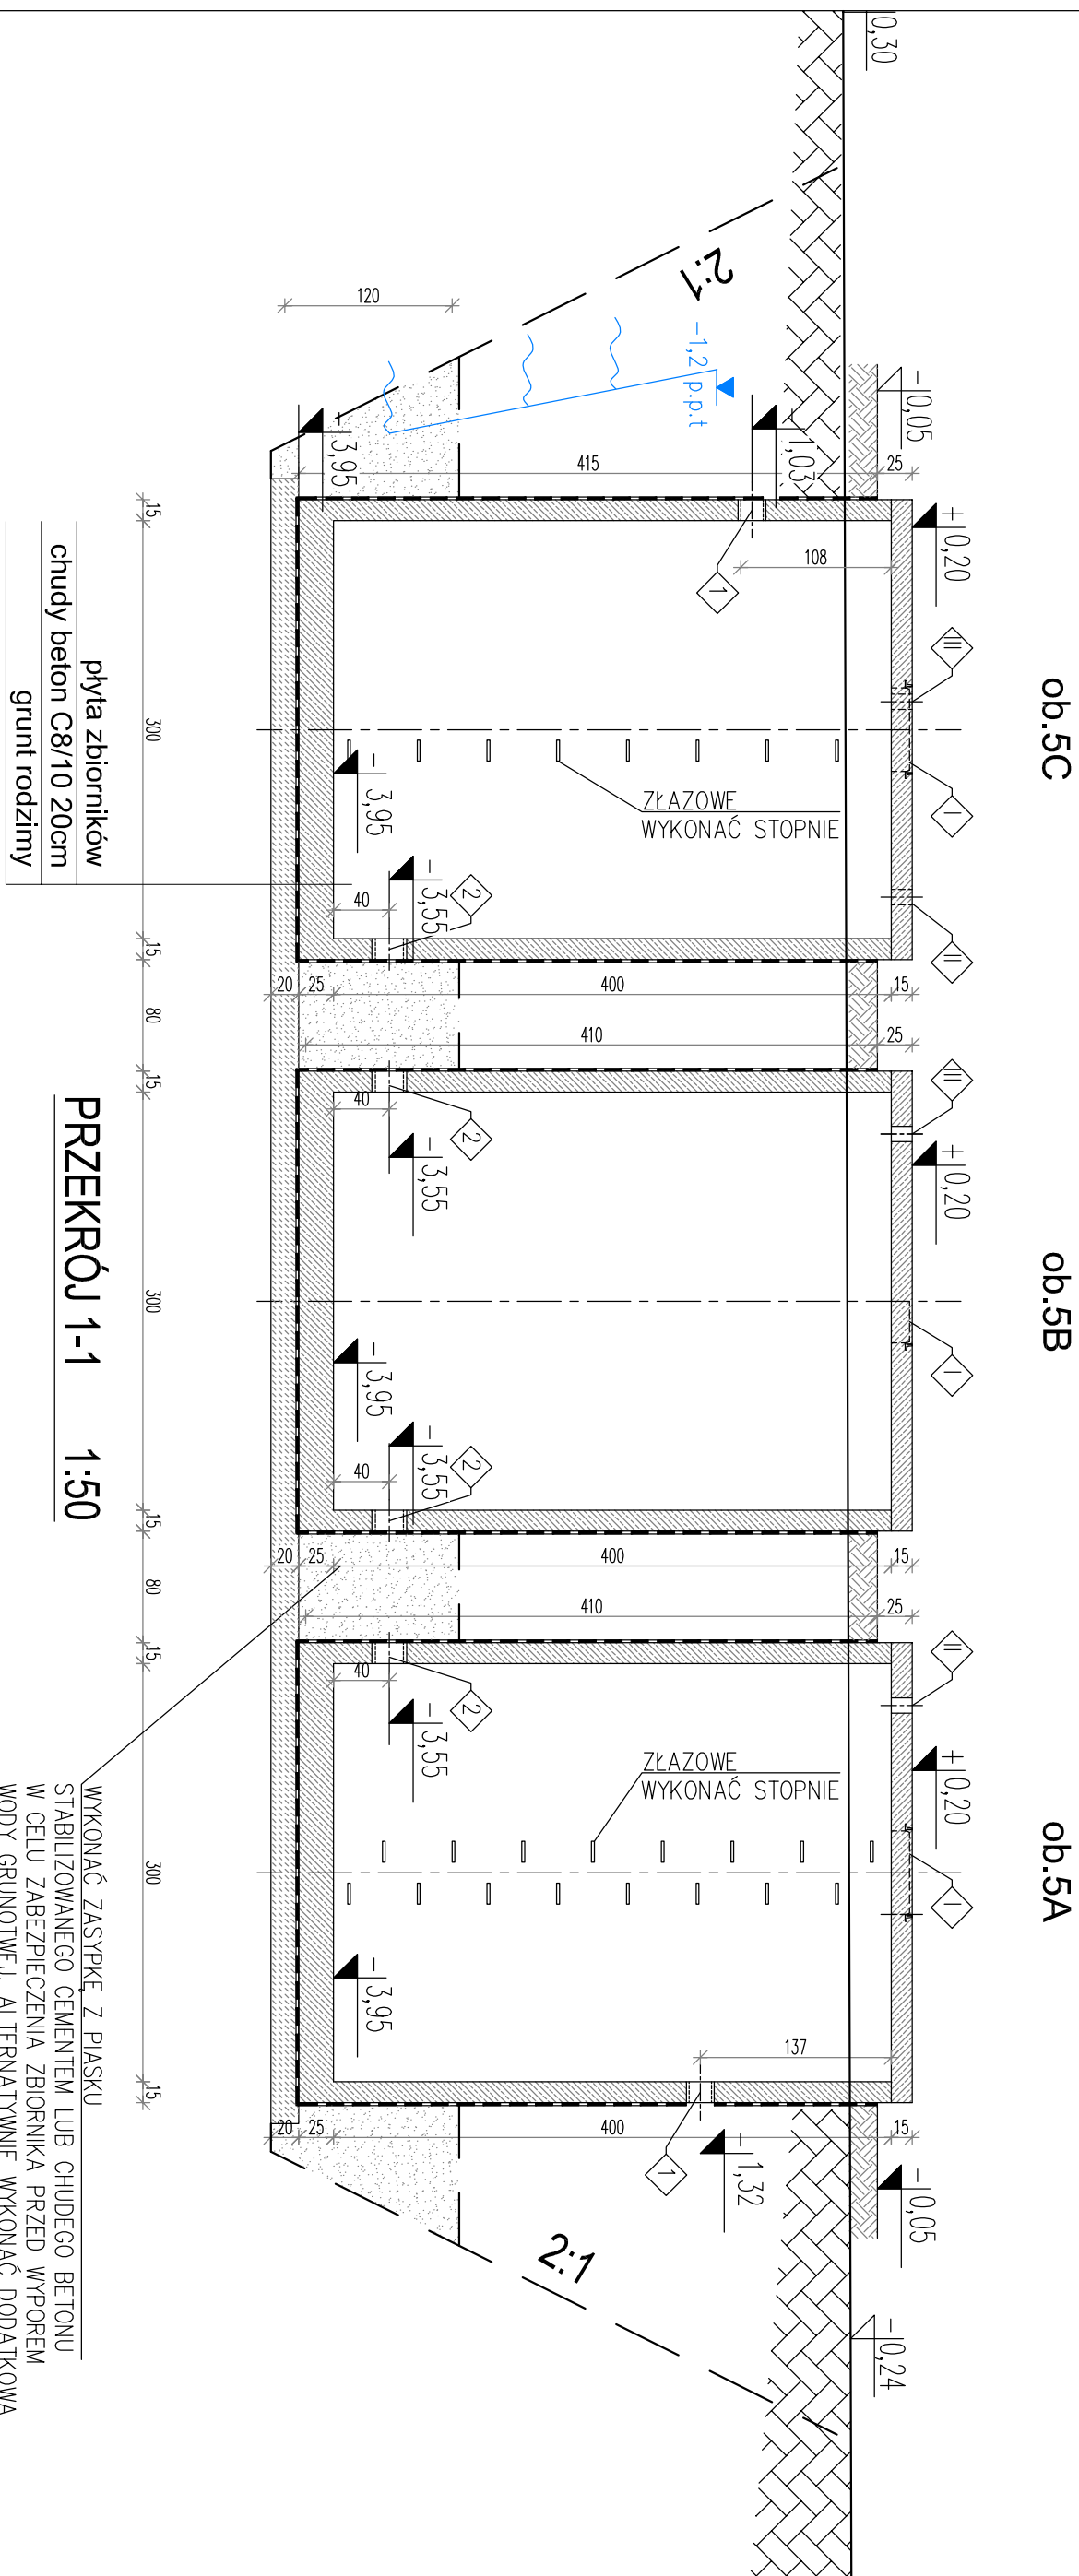 ob.5C
ob.5B
ob.5A
-0,05
+0,20
+0,20
+0,20
-0,05
-0,24
0,30
III
I
II
III
I
II
I
25
15
25
15
25
15
2:1
-1,2 p.p.t
-1,03
1
108
137
1
-1,32
2:1
120
415
400
410
400
410
400
WYKONAĆ STOPNIE
ZŁAZOWE
WYKONAĆ STOPNIE
ZŁAZOWE
-3,95
-3,95
-3,55
2
40
2
-3,55
40
-3,95
-3,55
2
40
2
-3,55
40
-3,95
20
25
20
25
20
25
15
300
15
80
15
300
15
80
15
300
15
płyta zbiorników
chudy beton C8/10 20cm
grunt rodzimy
PRZEKRÓJ 1-1 1:50
WYKONAĆ ZASYPKĘ Z PIASKU
STABILIZOWANEGO CEMENTEM LUB CHUDEGO BETONU
W CELU ZABEZPIECZENIA ZBIORNIKA PRZED WYPOREM
WODY GRUNOTWEJ. ALTERNATYWNIE WYKONAĆ DODATKOWA